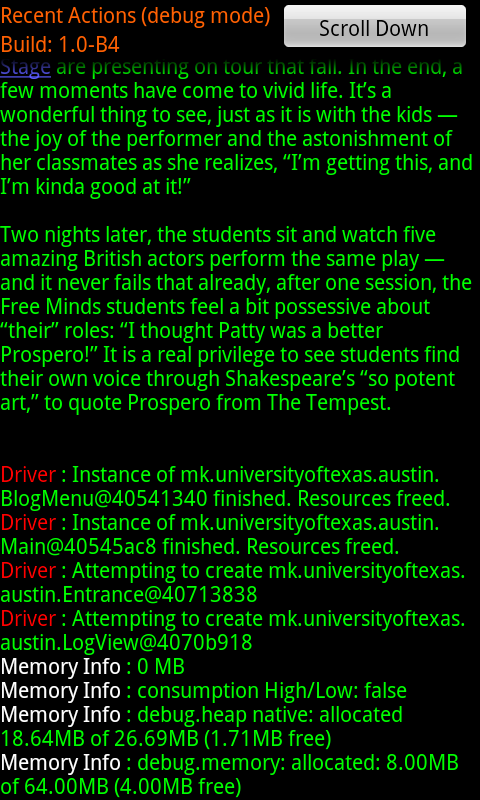 Recent Actions (debug mode)
Build: 1.0-B4
Scroll Down
Stage are presenting on tour that fall. In the end, a
few moments have come to vivid life. It’s a
wonderful thing to see, just as it is with the kids —
the joy of the performer and the astonishment of
her classmates as she realizes, “I’m getting this, and
I’m kinda good at it!”
Two nights later, the students sit and watch five
amazing British actors perform the same play —
and it never fails that already, after one session, the
Free Minds students feel a bit possessive about
“their” roles: “I thought Patty was a better
Prospero!” It is a real privilege to see students find
their own voice through Shakespeare’s “so potent
art,” to quote Prospero from The Tempest.
Driver : Instance of mk.universityoftexas.austin.
BlogMenu@40541340 finished. Resources freed.
Driver : Instance of mk.universityoftexas.austin.
Main@40545ac8 finished. Resources freed.
Driver : Attempting to create mk.universityoftexas.
austin.Entrance@40713838
Driver : Attempting to create mk.universityoftexas.
austin.LogView@4070b918
Memory Info : 0 MB
Memory Info : consumption High/Low: false
Memory Info : debug.heap native: allocated
18.64MB of 26.69MB (1.71MB free)
Memory Info : debug.memory: allocated: 8.00MB
of 64.00MB (4.00MB free)